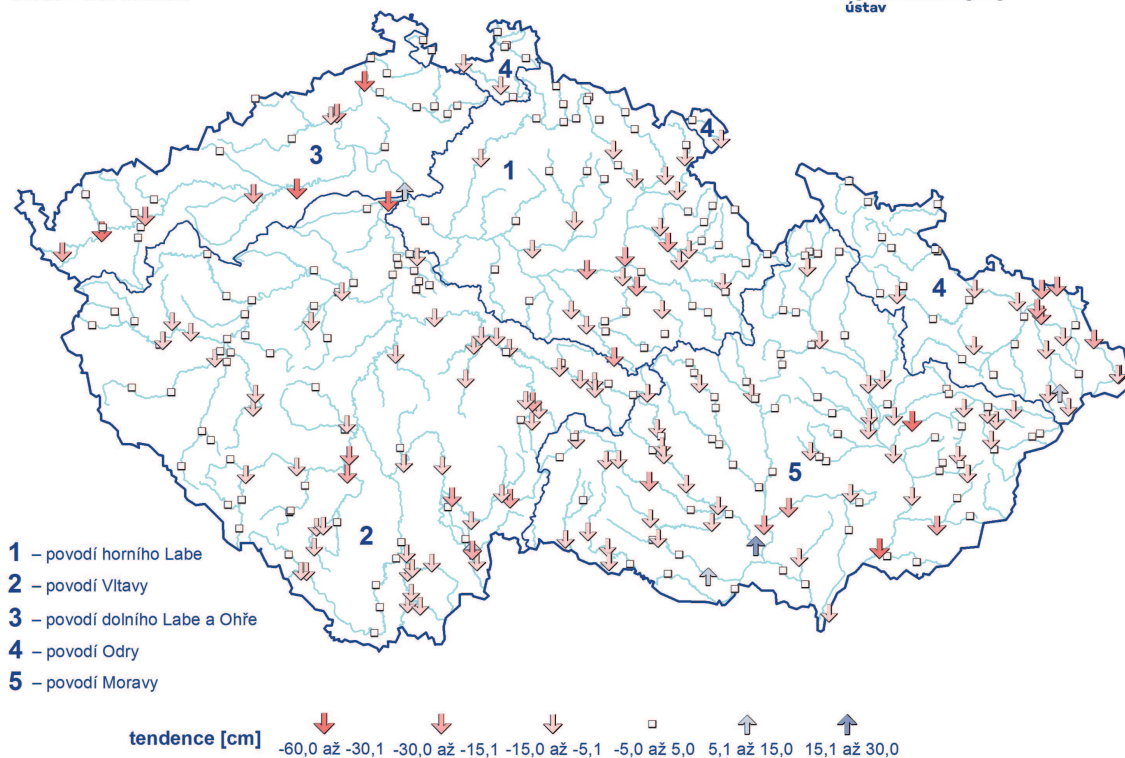 ústav
4
4
3
1
4
5
2
1 – povodí horního Labe
2 – povodí Vltavy
3 – povodí dolního Labe a Ohře
4 – povodí Odry
5 – povodí Moravy
tendence [cm]
-60,0 až -30,1 -30,0 až -15,1 -15,0 až -5,1 -5,0 až 5,0 5,1 až 15,0 15,1 až 30,0